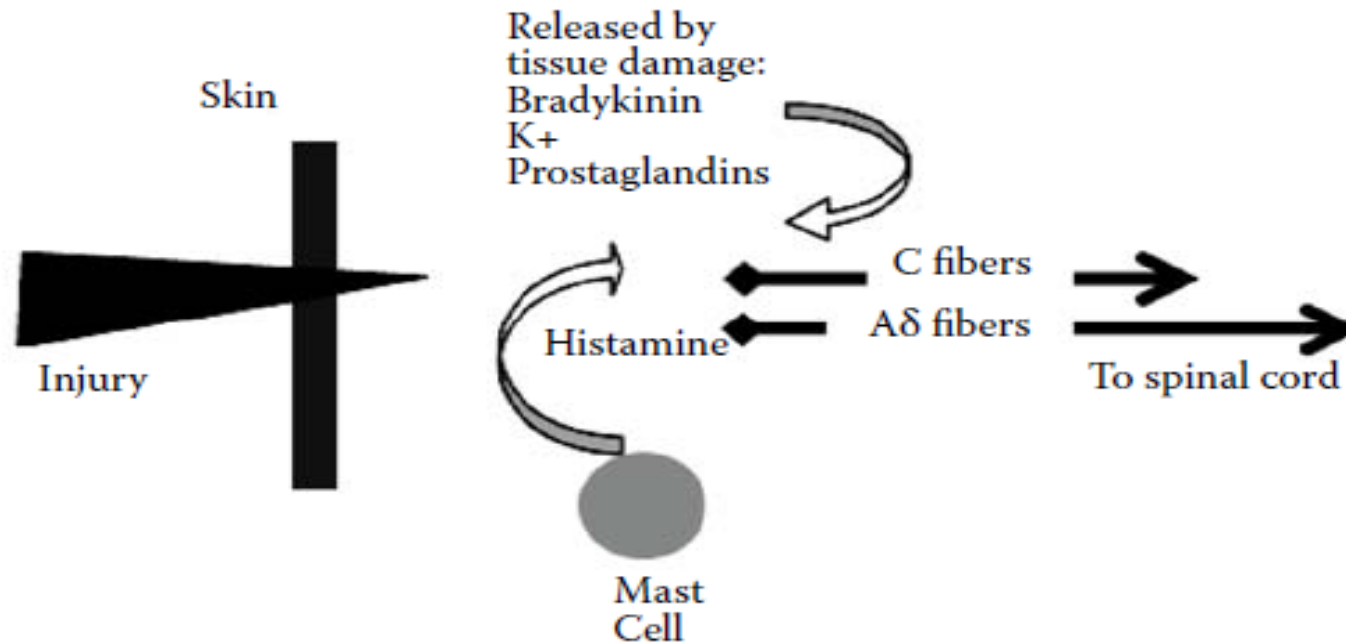 Released by
tissue damage:
Bradykinin
K+
Prostaglandins
Skin
C fibers
Histamine
Aδ fibers
Injury
To spinal cord
Mast
Cell